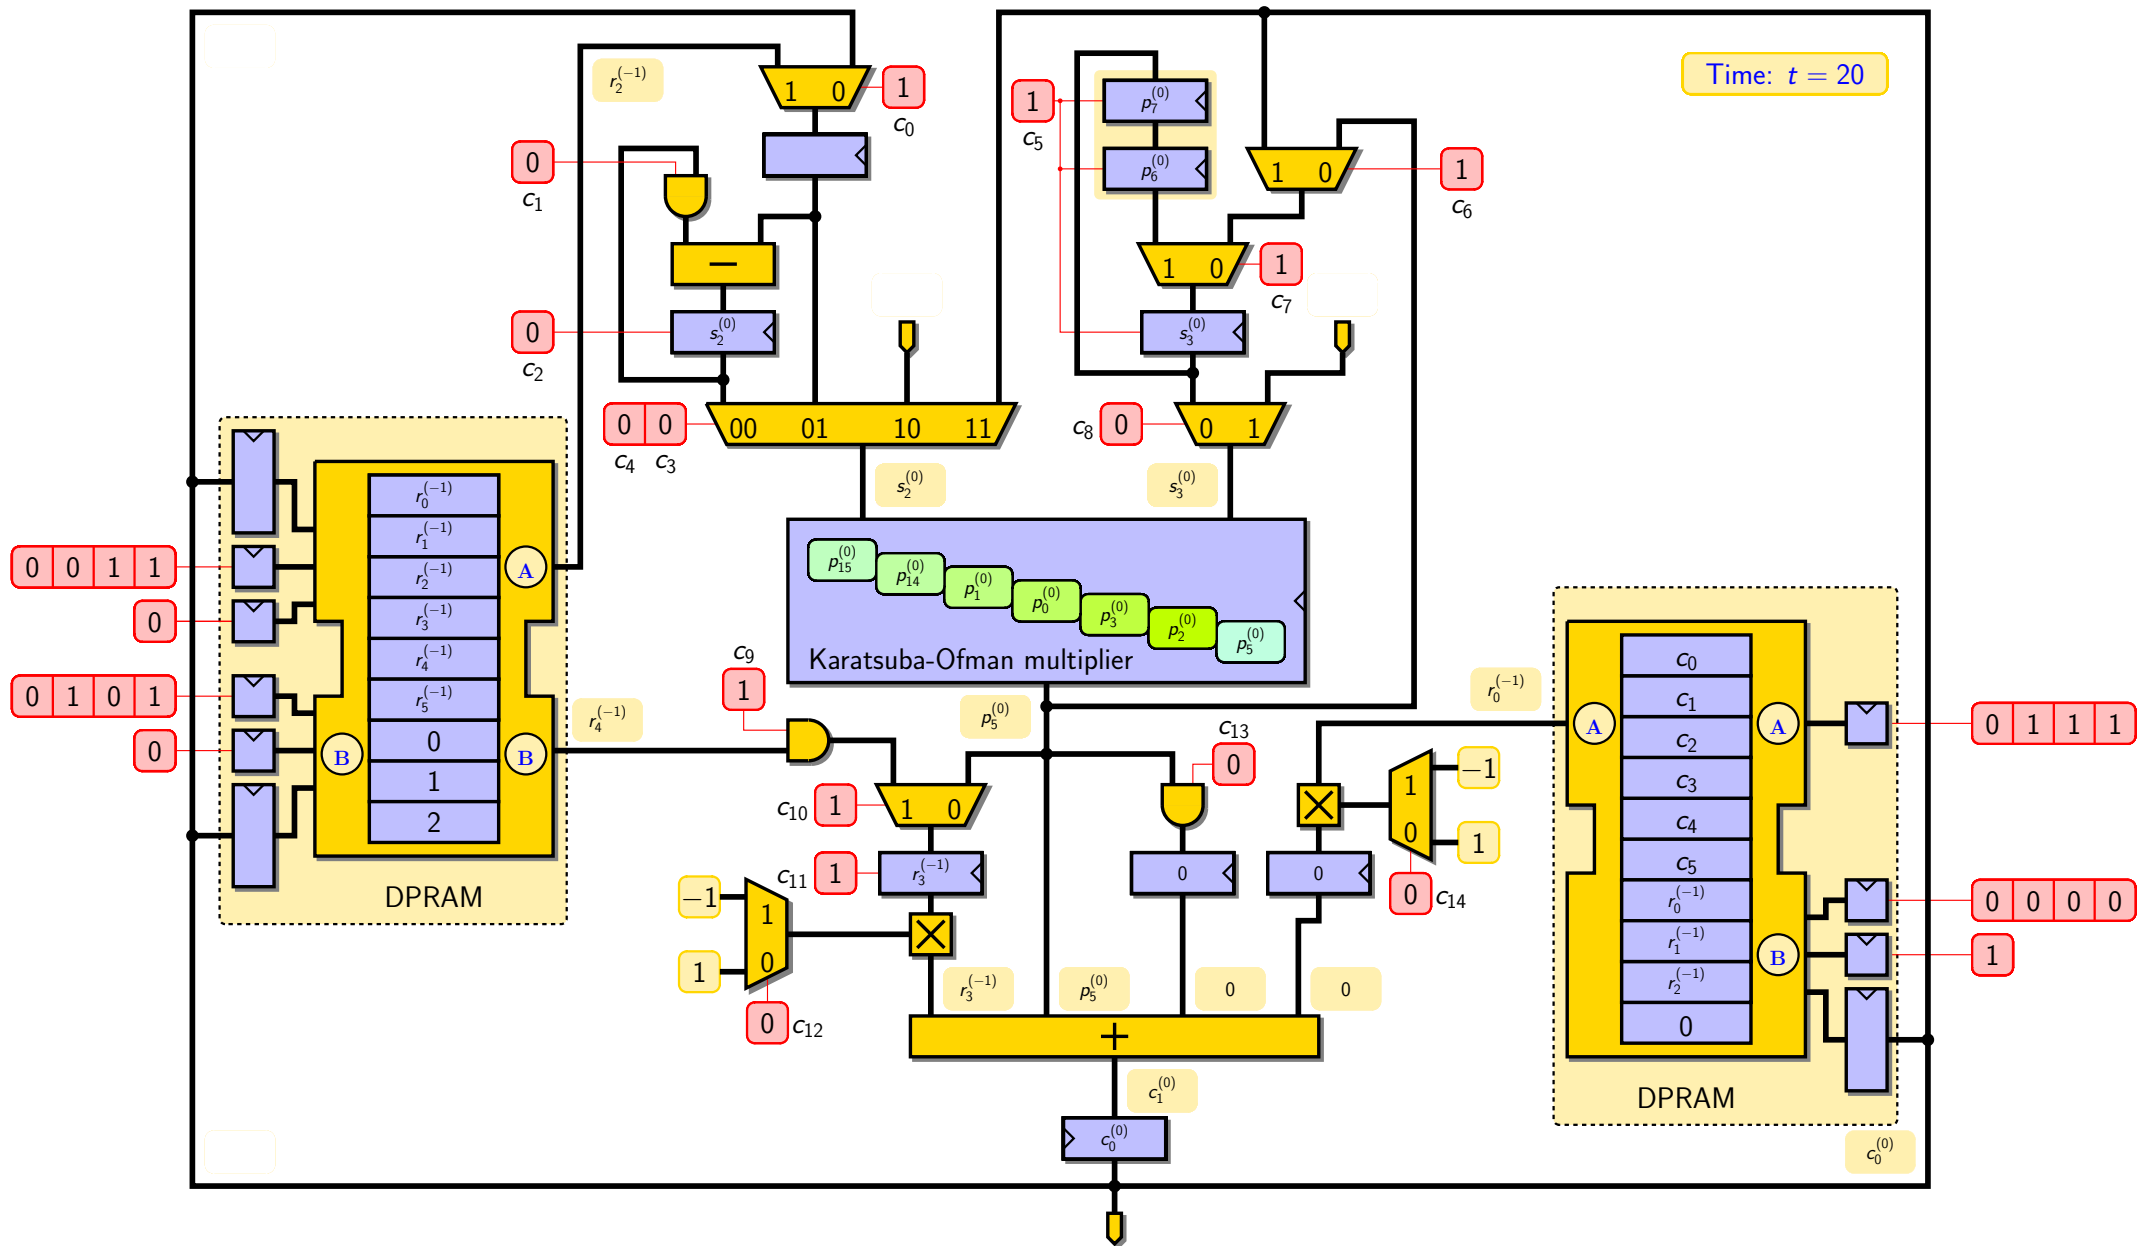 Time: t = 20
r₂⁽⁻¹⁾
1 0
1
c₀
1
c₅
p₇⁽⁰⁾
p₆⁽⁰⁾
0
c₁
1 0
1
c₆
−
1 0
1
c₇
0
c₂
s₂⁽⁰⁾
s₃⁽⁰⁾
0 0
c₄ c₃
00 01 10 11
c₈
0
0 1
s₂⁽⁰⁾
s₃⁽⁰⁾
0 0 1 1
0
0 1 0 1
0
r₀⁽⁻¹⁾
r₁⁽⁻¹⁾
r₂⁽⁻¹⁾
r₃⁽⁻¹⁾
r₄⁽⁻¹⁾
r₅⁽⁻¹⁾
0
1
2
A
B
B
DPRAM
p₁₅⁽⁰⁾
p₁₄⁽⁰⁾
p₁⁽⁰⁾
p₀⁽⁰⁾
p₃⁽⁰⁾
p₂⁽⁰⁾
p₅⁽⁰⁾
Karatsuba-Ofman multiplier
r₄⁽⁻¹⁾
c₉
1
p₅⁽⁰⁾
c₁₃
0
r₀⁽⁻¹⁾
c₁₀
1
1 0
−1
1
1
0
0
c₁₄
c₁₁
1
r₃⁽⁻¹⁾
0
0
−1
1
1
0
0
c₁₂
r₃⁽⁻¹⁾
p₅⁽⁰⁾
0
0
+
c₁⁽⁰⁾
c₀⁽⁰⁾
A
A
B
c₀
c₁
c₂
c₃
c₄
c₅
r₀⁽⁻¹⁾
r₁⁽⁻¹⁾
r₂⁽⁻¹⁾
0
DPRAM
0 1 1 1
0 0 0 0
1
c₀⁽⁰⁾